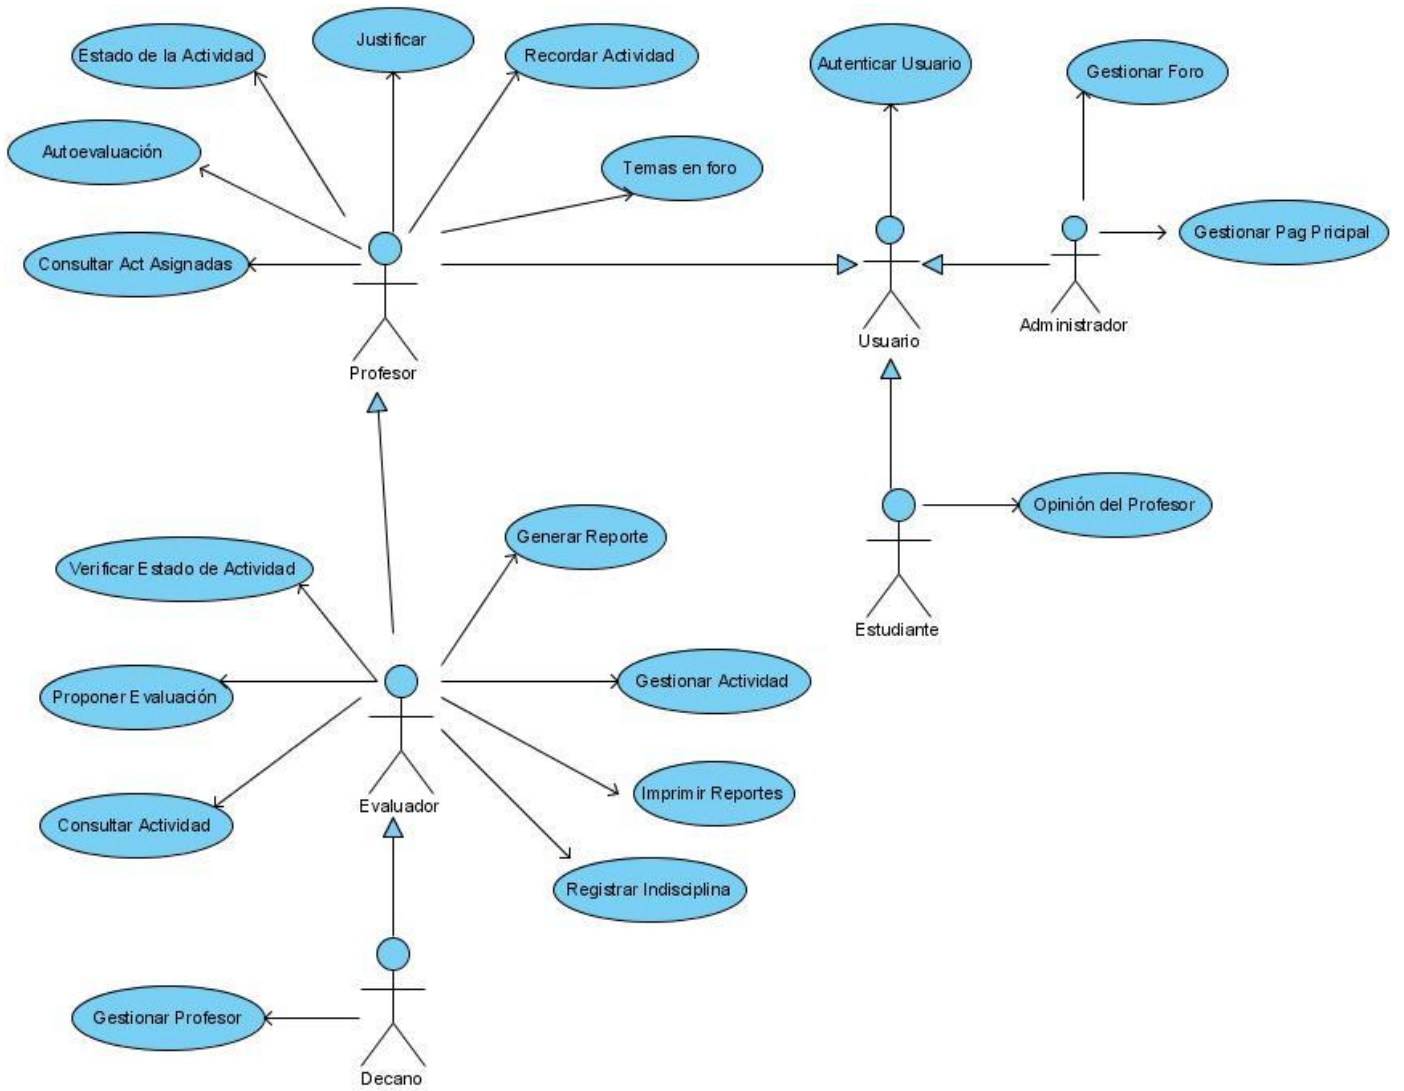 Justificar
Estado de la Actividad
Recordar Actividad
Autenticar Usuario
Gestionar Foro
Autoevaluación
Temas en foro
Gestionar Pag Pricipal
Consultar Act Asignadas
Administrador
Usuario
Profesor
Opinión del Profesor
Generar Reporte
Verificar Estado de Actividad
Estudiante
Gestionar Actividad
Proponer Evaluación
Imprimir Reportes
Evaluador
Consultar Actividad
Registrar Indisciplina
Gestionar Profesor
Decano